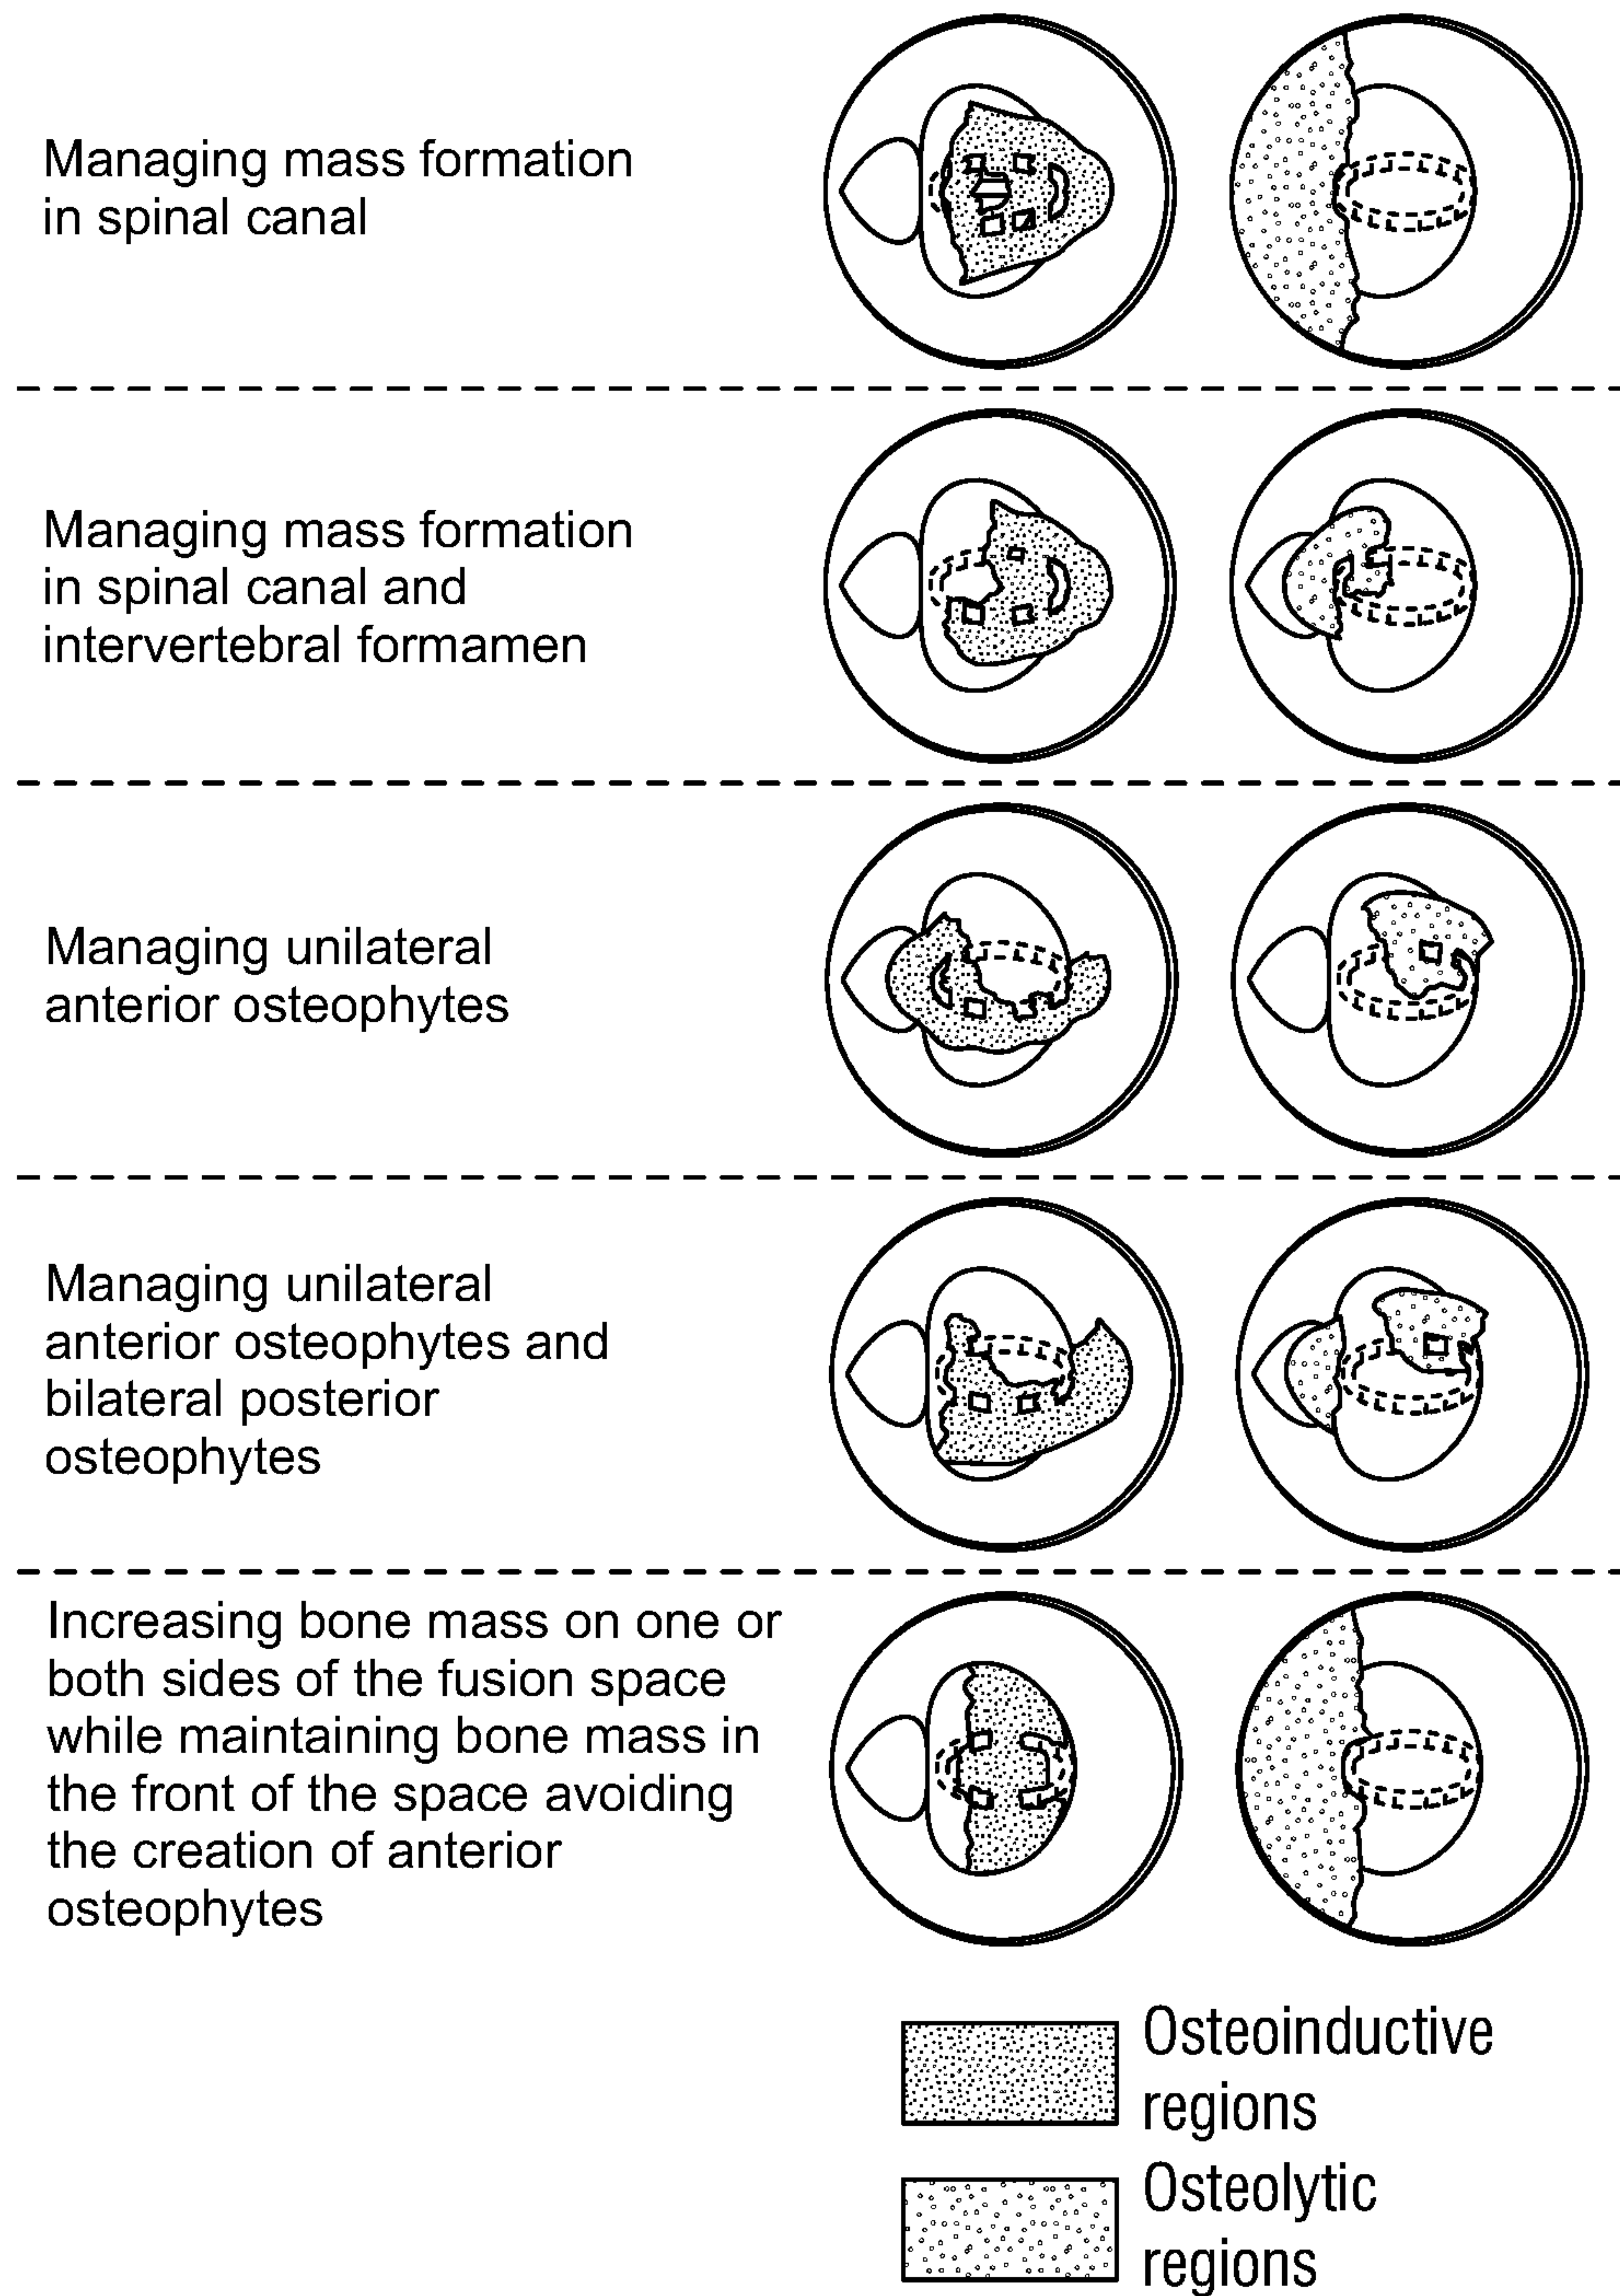 Managing mass formation
in spinal canal
Managing mass formation
in spinal canal and
intervertebral formamen
Managing unilateral
anterior osteophytes
Managing unilateral
anterior osteophytes and
bilateral posterior
osteophytes
Increasing bone mass on one or
both sides of the fusion space
while maintaining bone mass in
the front of the space avoiding
the creation of anterior
osteophytes
Osteoinductive
regions
Osteolytic
regions